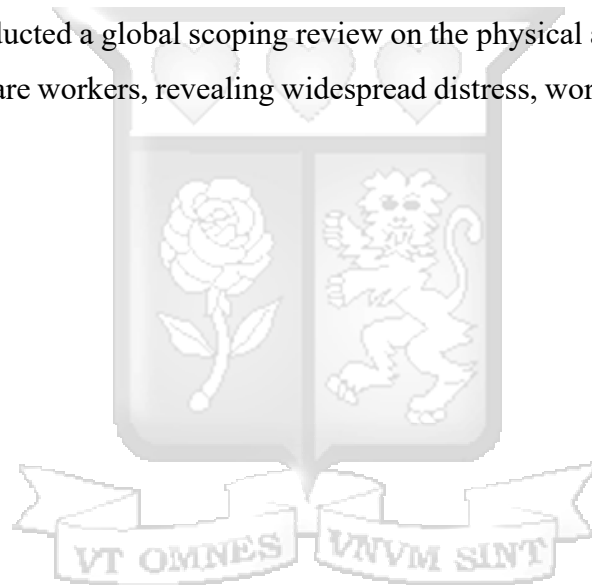 ducted a global scoping review on the physical a
are workers, revealing widespread distress, wor
VT OMNES VNVM SINT